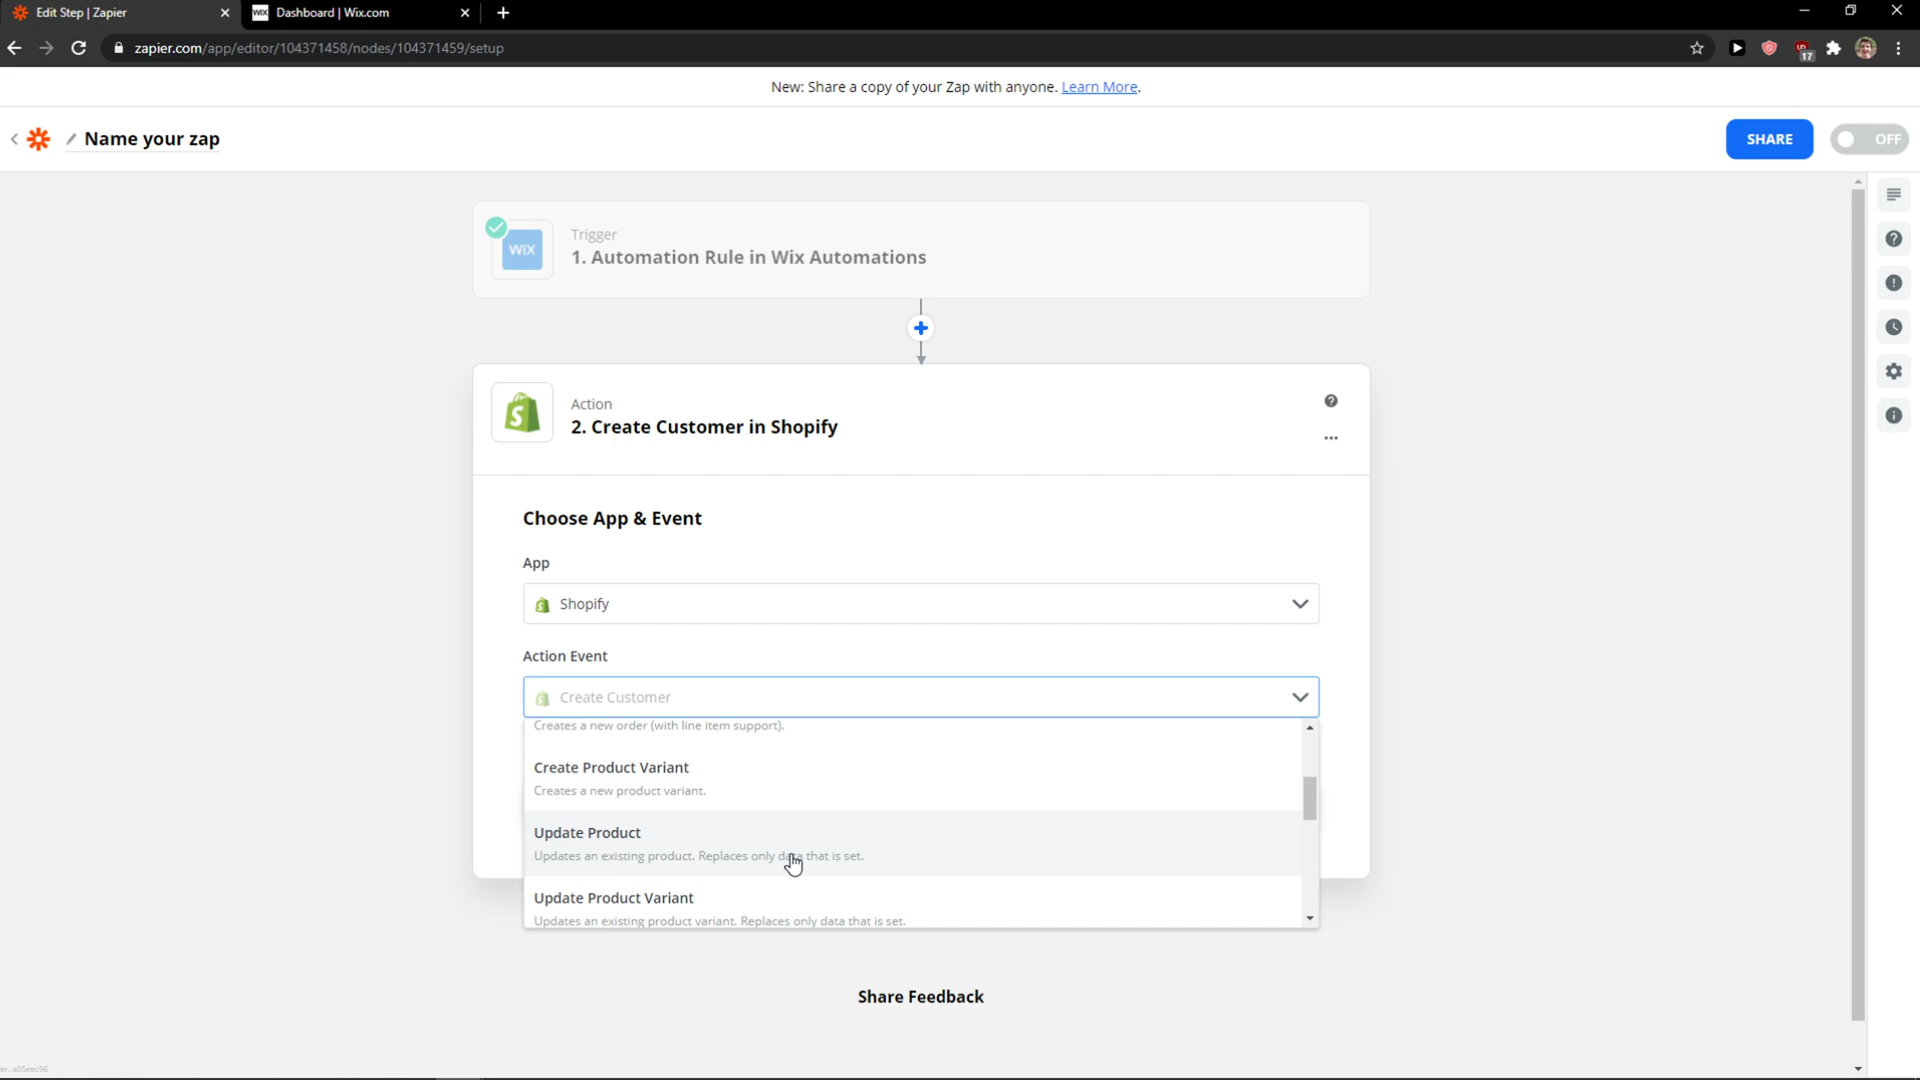 Edit Step | Zapier
WIX Dashboard | Wix.com
zapier.com/app/editor/104371458/nodes/104371459/setup
17
New: Share a copy of your Zap with anyone. Learn More.
Name your zap
SHARE
OFF
WIX
Trigger
1. Automation Rule in Wix Automations
Action
2. Create Customer in Shopify
Choose App & Event
App
Shopify
Action Event
Create Customer
Creates a new order (with line item support).
Create Product Variant
Creates a new product variant.
Update Product
Updates an existing product. Replaces only data that is set.
Update Product Variant
Updates an existing product variant. Replaces only data that is set.
Share Feedback
er. a05eec96